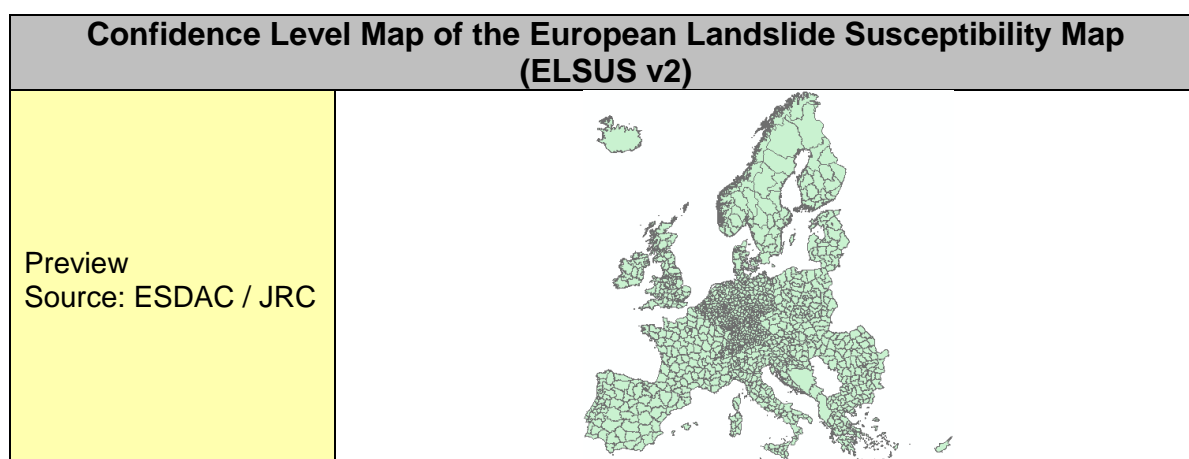 Confidence Level Map of the European Landslide Susceptibility Map
(ELSUS v2)
Preview
Source: ESDAC / JRC